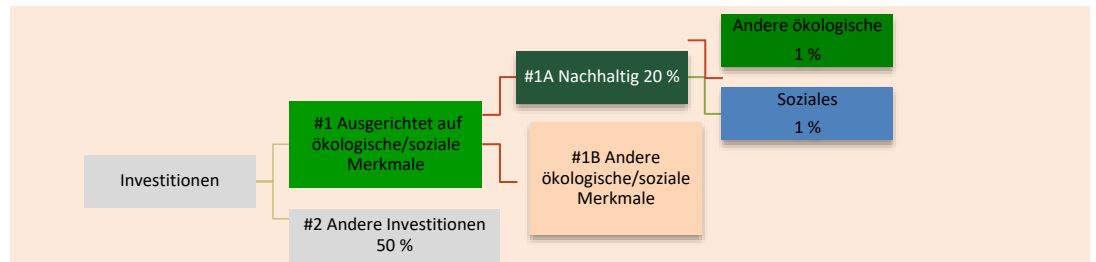 Investitionen
#1 Ausgerichtet auf
ökologische/soziale
Merkmale
#2 Andere Investitionen
50 %
#1A Nachhaltig 20 %
#1B Andere
ökologische/soziale
Merkmale
Andere ökologische
1 %
Soziales
1 %